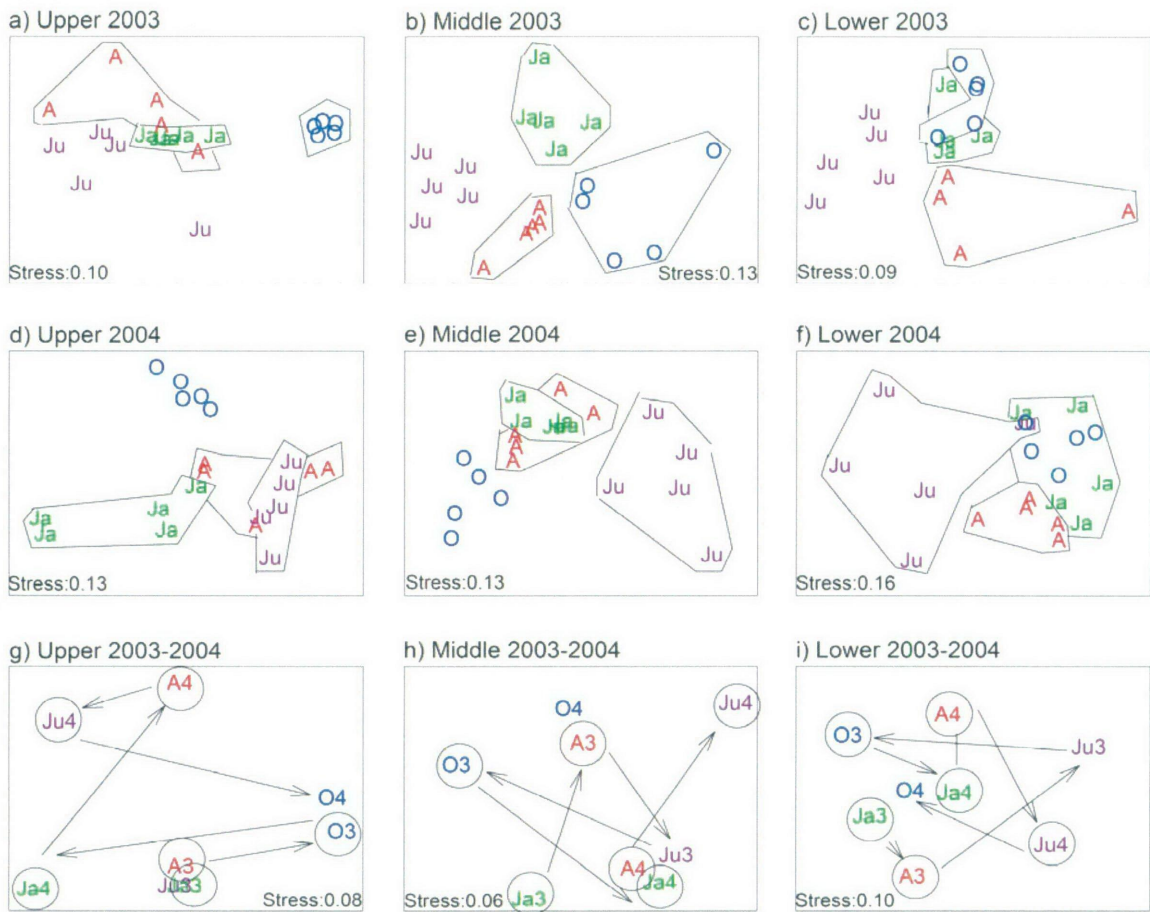 a) Upper 2003
b) Middle 2003
c) Lower 2003
A
A
A
A
A
Ja
Ja
Ja
Ja
Ju
Ju
Ju
Ju
Ju
O
O
O
O
O
Stress:0.10
Ja
Ja
Ja
Ja
Ja
Ju
Ju
Ju
Ju
Ju
A
A
A
A
A
O
O
O
O
O
Stress:0.13
O
O
O
O
O
Ja
Ja
Ja
Ja
Ju
Ju
Ju
Ju
Ju
A
A
A
A
Stress:0.09
d) Upper 2004
e) Middle 2004
f) Lower 2004
O
O
O
O
O
A
A
A
A
A
Ja
Ja
Ja
Ja
Ja
Ju
Ju
Ju
Ju
Ju
Stress:0.13
Ja
Ja
Ja
Ja
A
A
A
A
A
O
O
O
O
O
Ju
Ju
Ju
Ju
Ju
Stress:0.13
Ju
Ju
Ju
Ju
Ju
Ja
Ja
Ja
Ja
Ja
O
O
O
O
O
A
A
A
A
A
Stress:0.16
g) Upper 2003-2004
h) Middle 2003-2004
i) Lower 2003-2004
A4
Ju4
O4
O3
A3
Ju3
Ja4
Stress:0.08
Ju4
O4
A3
O3
Ju3
A4
Ja4
Ja3
Stress:0.06
A4
O3
Ju3
O4
Ja4
Ja3
Ju4
A3
Stress:0.10